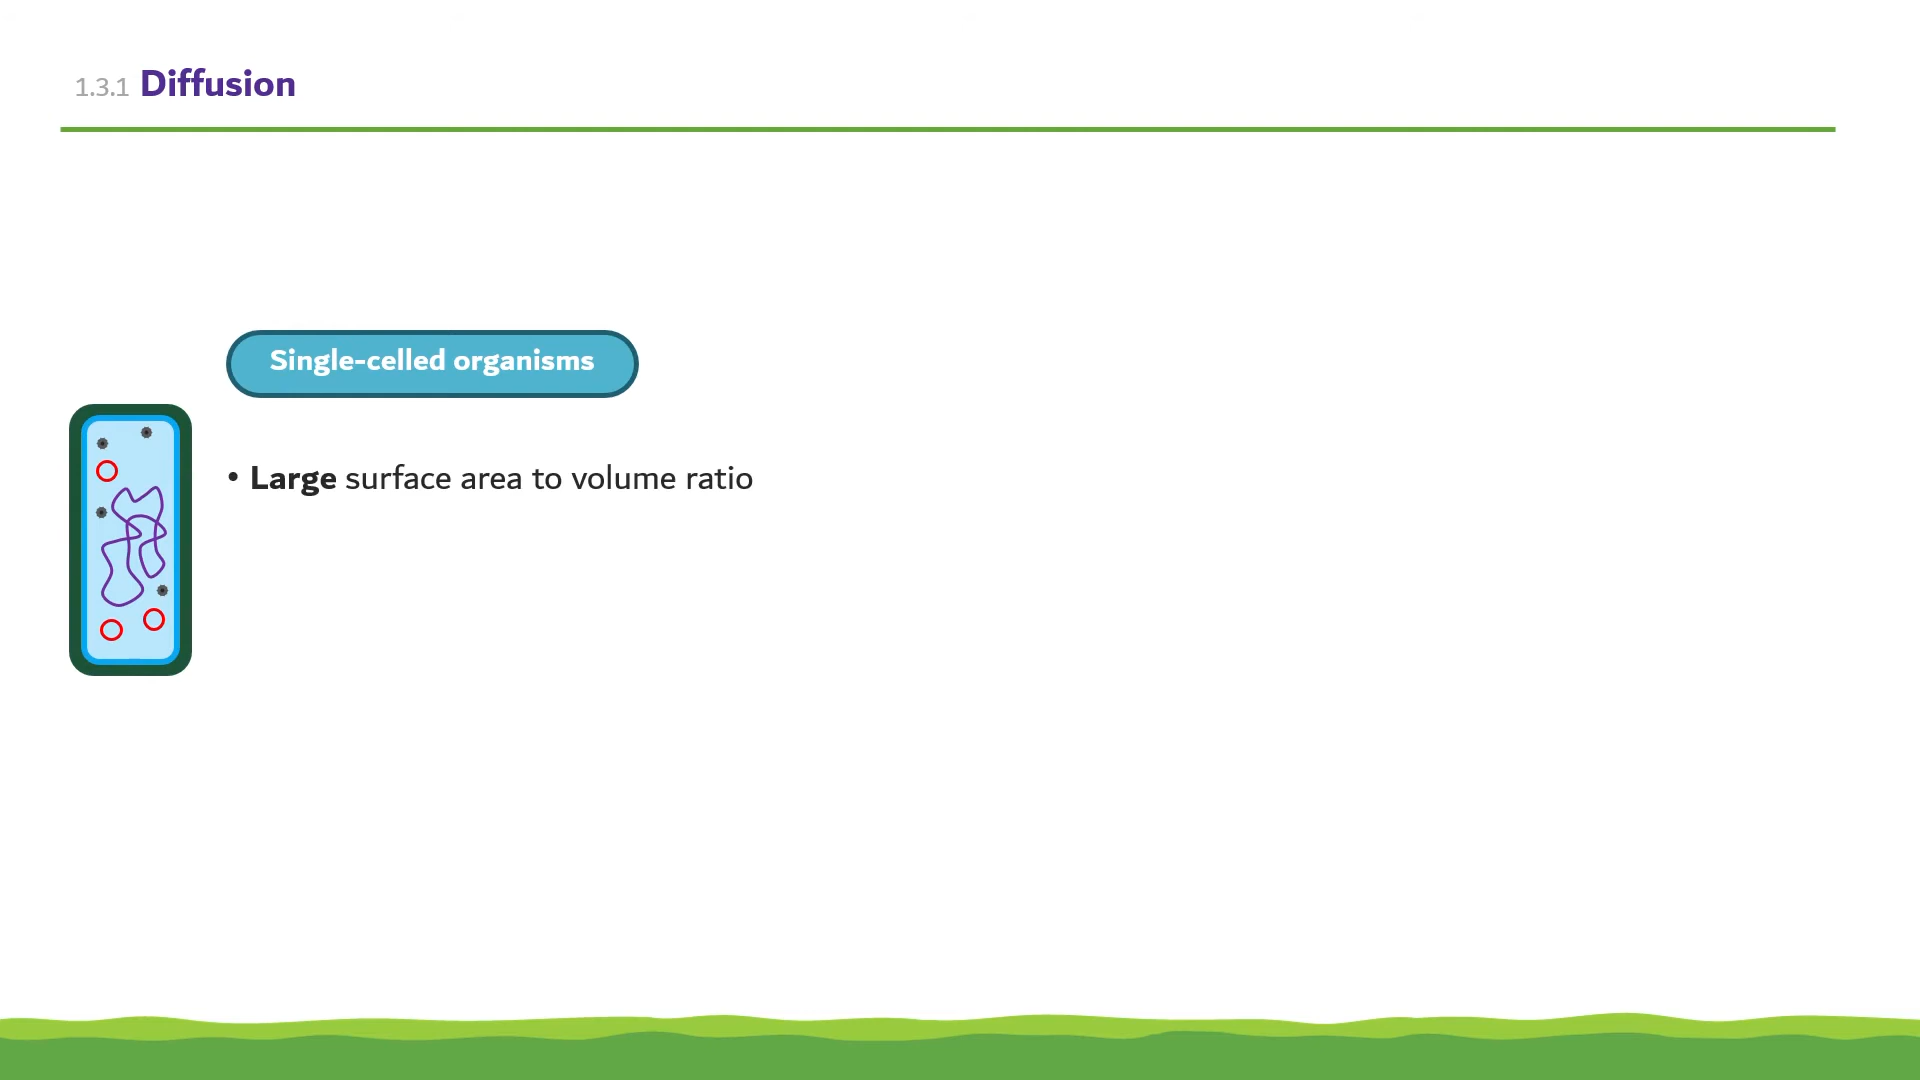 1.3.1 Diffusion
Single-celled organisms
• Large surface area to volume ratio